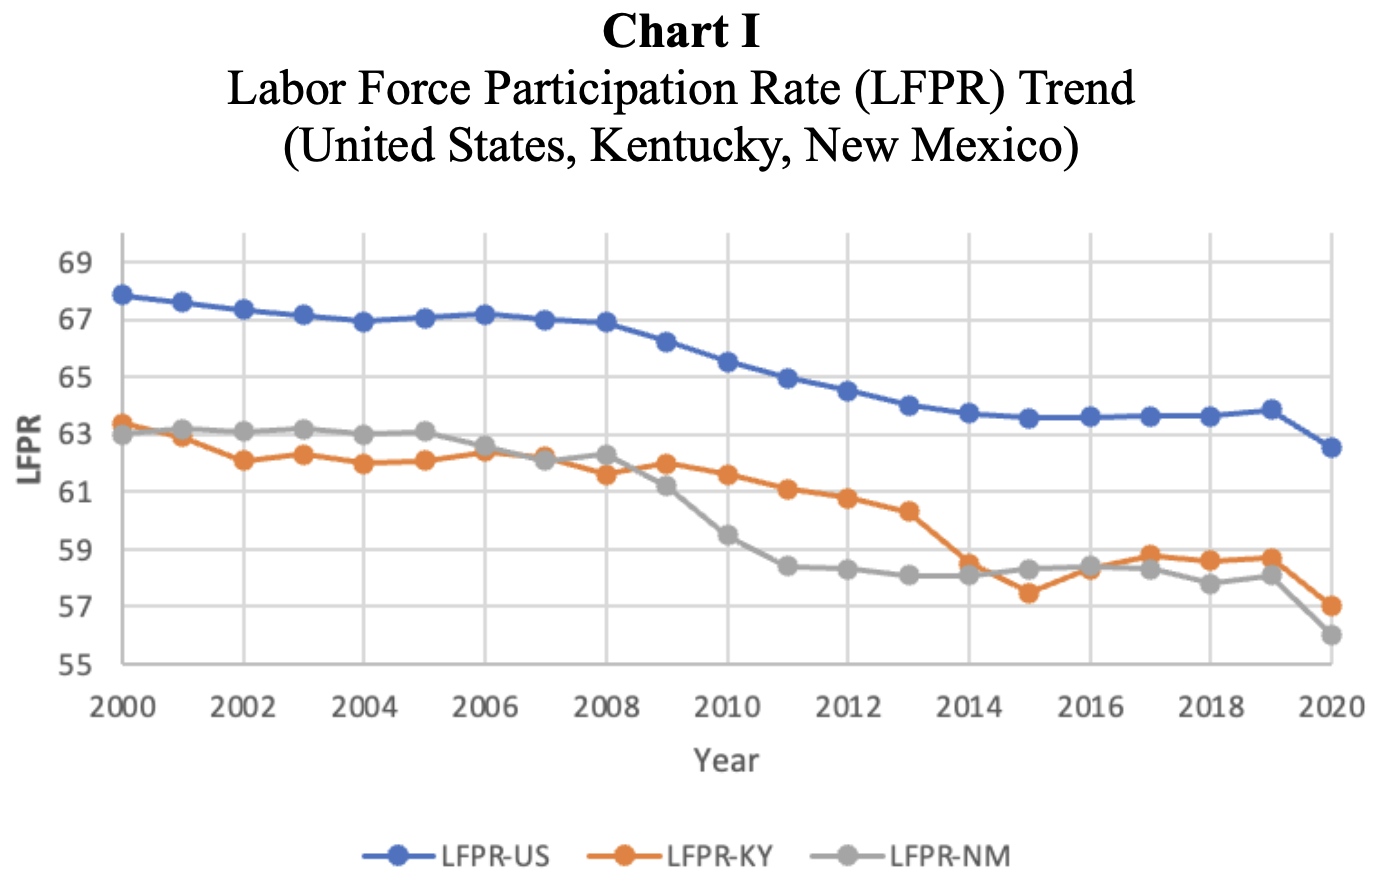 Chart I
Labor Force Participation Rate (LFPR) Trend
(United States, Kentucky, New Mexico)
69
67
65
63
61
59
57
55
LFPR
2000 2002 2004 2006 2008 2010 2012 2014 2016 2018 2020
Year
LFPR-US LFPR-KY LFPR-NM